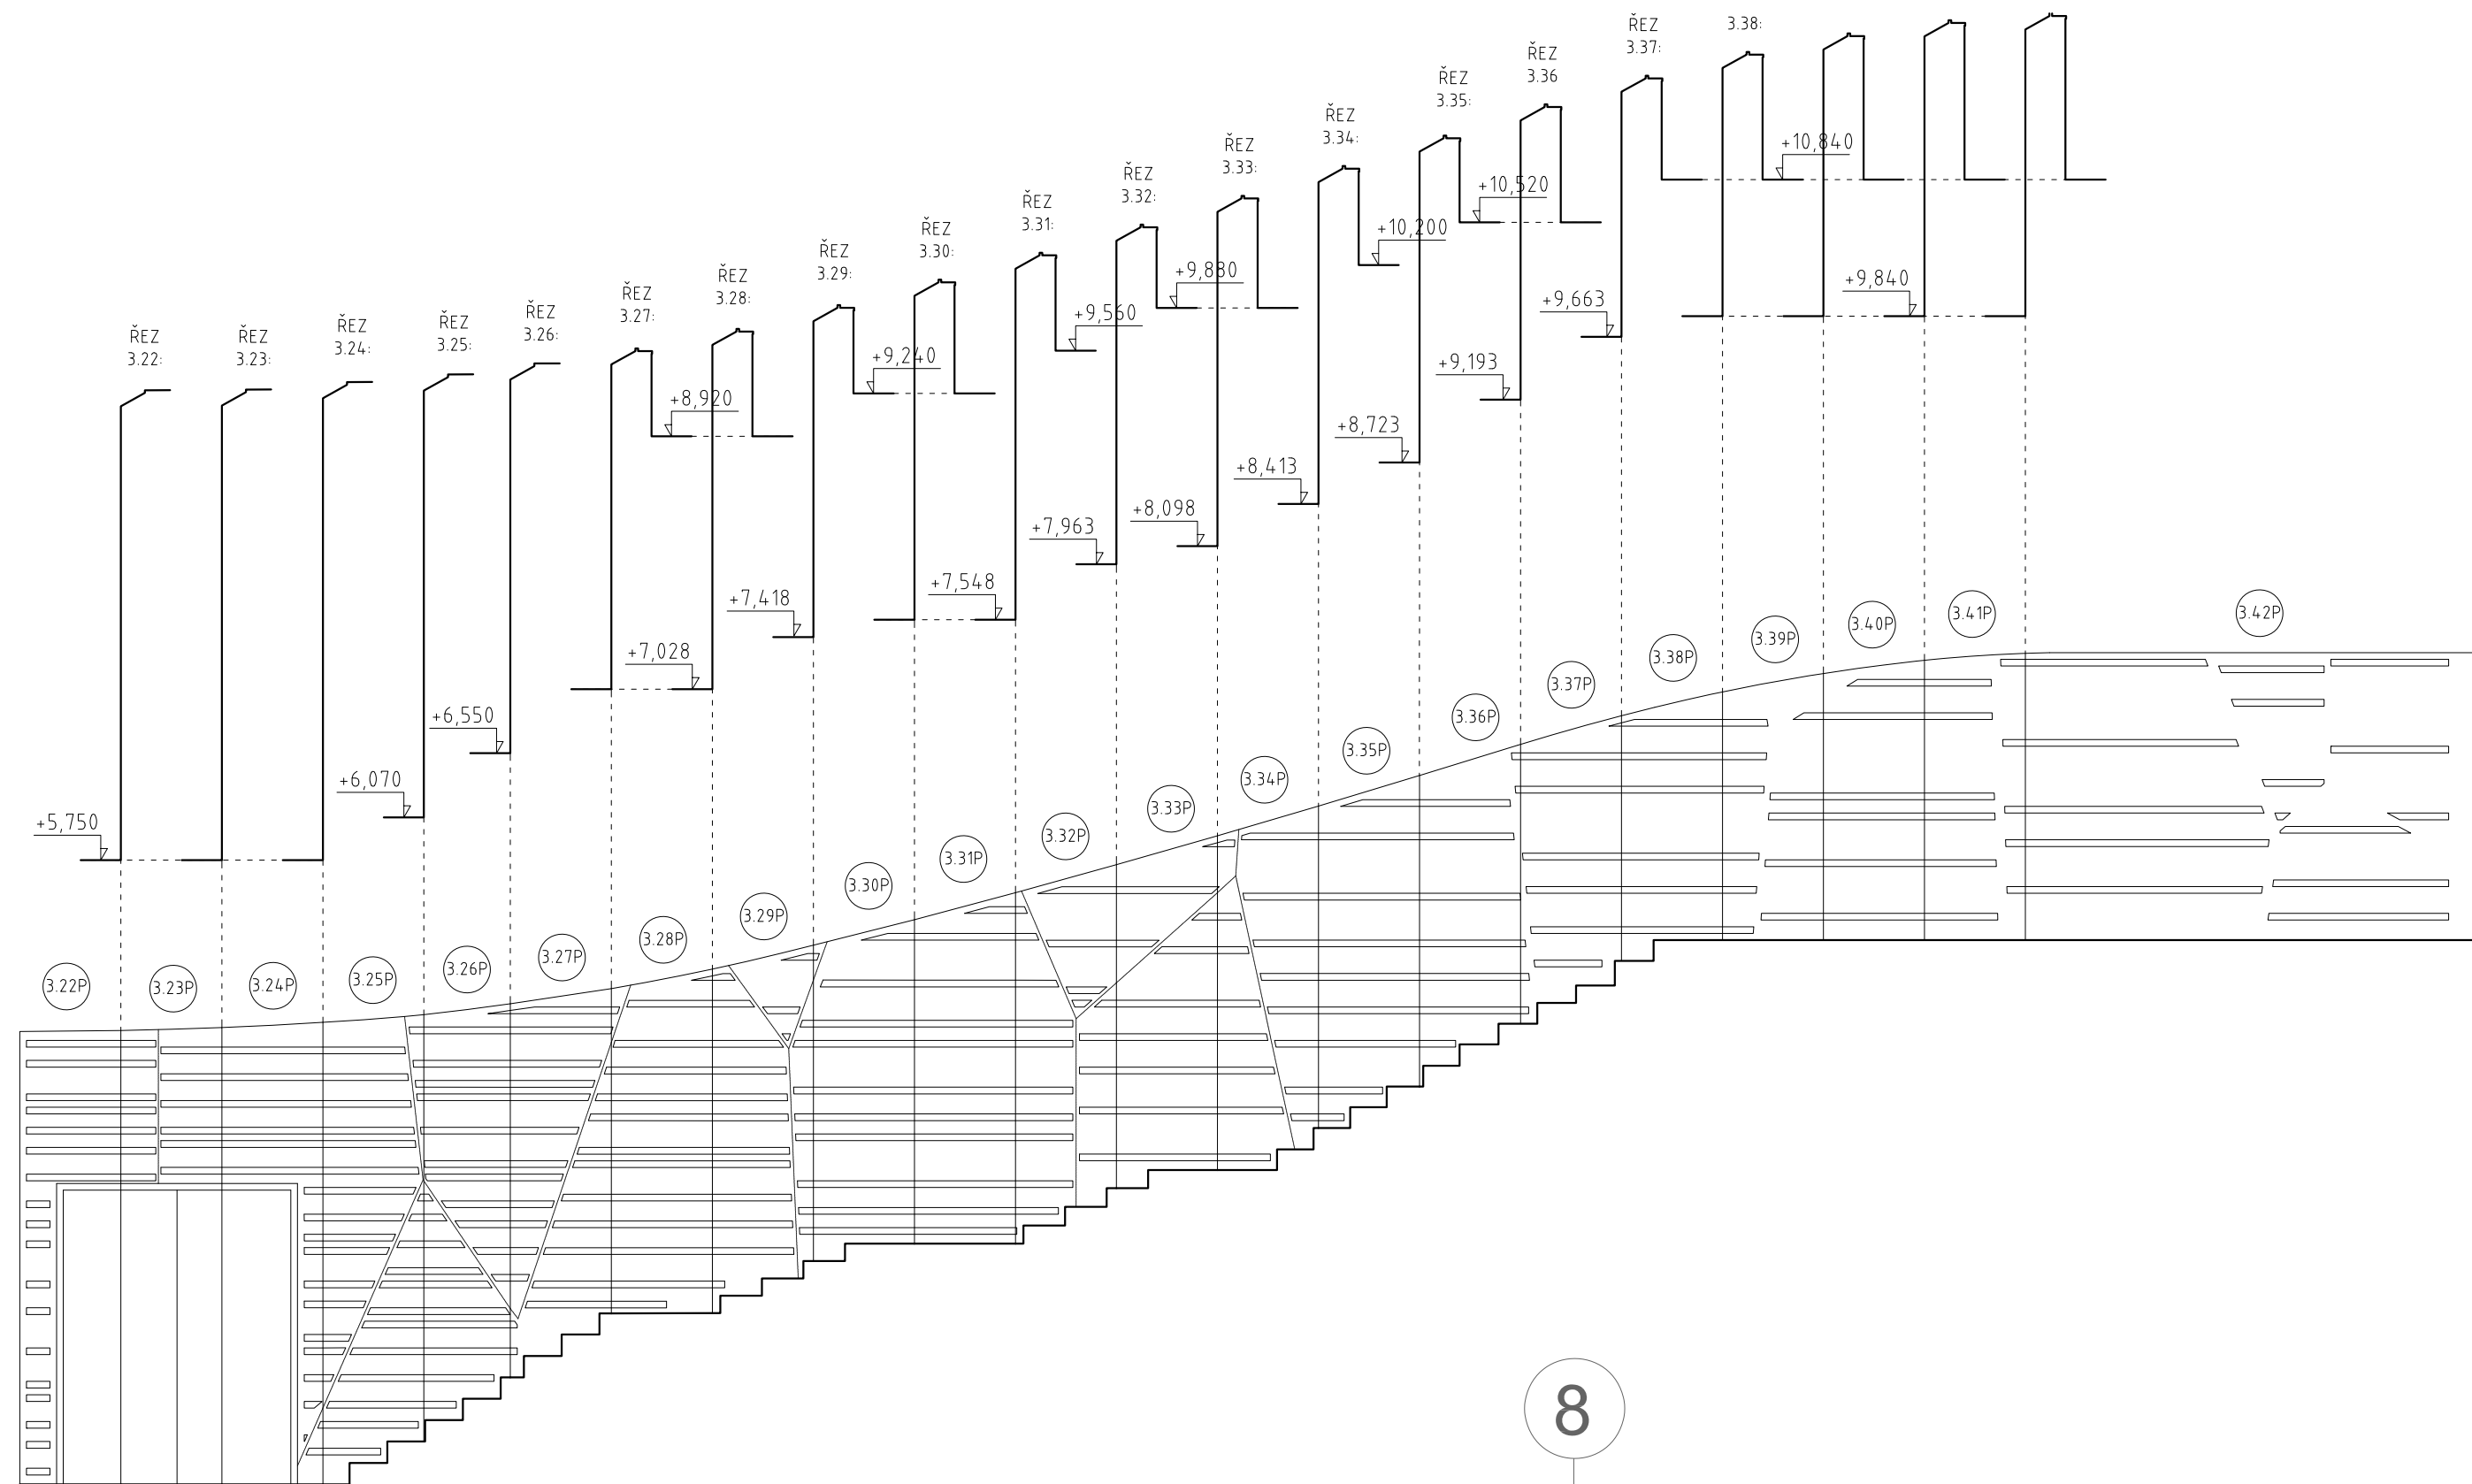 ŘEZ
3.22:
ŘEZ
3.23:
ŘEZ
3.24:
ŘEZ
3.25:
ŘEZ
3.26:
ŘEZ
3.27:
ŘEZ
3.28:
ŘEZ
3.29:
ŘEZ
3.30:
ŘEZ
3.31:
ŘEZ
3.32:
ŘEZ
3.33:
ŘEZ
3.34:
ŘEZ
3.35:
ŘEZ
3.36
ŘEZ
3.37:
3.38:
+8,920
+9,240
+9,560
+9,880
+10,200
+10,520
+10,840
+5,750
+6,070
+6,550
+7,028
+7,418
+7,548
+7,963
+8,098
+8,413
+8,723
+9,193
+9,663
+9,840
3.22P
3.23P
3.24P
3.25P
3.26P
3.27P
3.28P
3.29P
3.30P
3.31P
3.32P
3.33P
3.34P
3.35P
3.36P
3.37P
3.38P
3.39P
3.40P
3.41P
3.42P
8